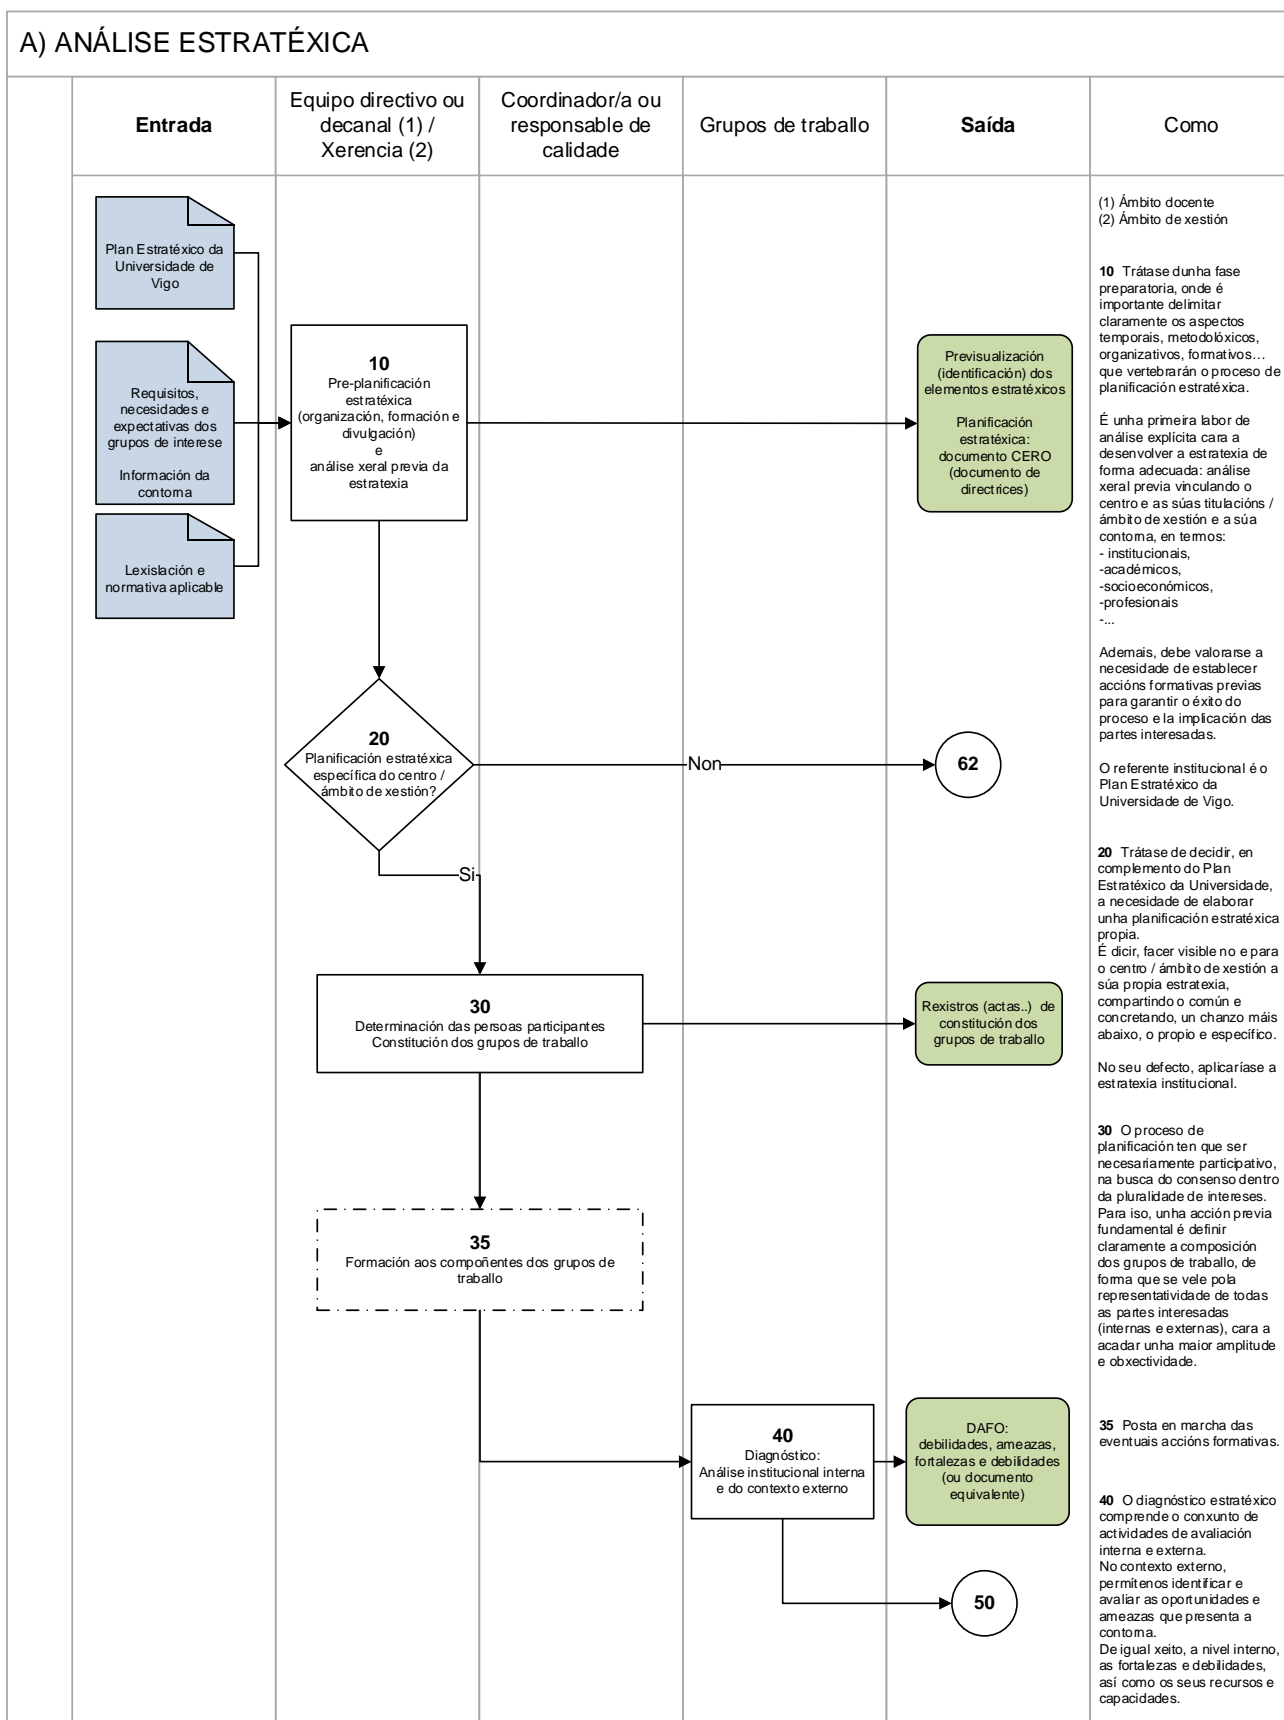 A) ANÁLISE ESTRATÉXICA
Entrada
Equipo directivo ou
decanal (1) /
Xerencia (2)
Coordinador/a ou
responsable de
calidade
Grupos de traballo
Saída
Como
Plan Estratéxico da
Universidade de
Vigo
Requisitos,
necesidades e
expectativas dos
grupos de interese
Información da
contorna
Lexislación e
normativa aplicable
10
Pre-planificación
estratéxica
(organización, formación e
divulgación)
e
análise xeral previa da
estratexia
Previsualización
(identificación) dos
elementos estratéxicos
Planificación
estratéxica:
documento CERO
(documento de
directrices)
20
Planificación estratéxica
específica do centro /
ámbito de xestión?
Non
62
Si
30
Determinación das persoas participantes
Constitución dos grupos de traballo
Rexistros (actas..) de
constitución dos
grupos de traballo
35
Formación aos compoñentes dos grupos de
traballo
40
Diagnóstico:
Análise institucional interna
e do contexto externo
DAFO:
debilidades, ameazas,
fortalezas e debilidades
(ou documento
equivalente)
50
(1) Ámbito docente
(2) Ámbito de xestión
10 Trátase dunha fase
preparatoria, onde é
importante delimitar
claramente os aspectos
temporais, metodolóxicos,
organizativos, formativos…
que vertebrarán o proceso de
planificación estratéxica.
É unha primeira labor de
análise explícita cara a
desenvolver a estratexia de
forma adecuada: análise
xeral previa vinculando o
centro e as súas titulacións /
ámbito de xestión e a súa
contorna, en termos:
- institucionais,
-académicos,
-socioeconómicos,
-profesionais
-...
Ademais, debe valorarse a
necesidade de establecer
accións formativas previas
para garantir o éxito do
proceso e la implicación das
partes interesadas.
O referente institucional é o
Plan Estratéxico da
Universidade de Vigo.
20 Trátase de decidir, en
complemento do Plan
Estratéxico da Universidade,
a necesidade de elaborar
unha planificación estratéxica
propia.
É dicir, facer visible no e para
o centro / ámbito de xestión a
súa propia estratexia,
compartindo o común e
concretando, un chanzo máis
abaixo, o propio e específico.
No seu defecto, aplicaríase a
estratexia institucional.
30 O proceso de
planificación ten que ser
necesariamente participativo,
na busca do consenso dentro
da pluralidade de intereses.
Para iso, unha acción previa
fundamental é definir
claramente a composición
dos grupos de traballo, de
forma que se vele pola
representatividade de todas
as partes interesadas
(internas e externas), cara a
acadar unha maior amplitude
e obxectividade.
35 Posta en marcha das
eventuais accións formativas.
40 O diagnóstico estratéxico
comprende o conxunto de
actividades de avaliación
interna e externa.
No contexto externo,
permítenos identificar e
avaliar as oportunidades e
ameazas que presenta a
contorna.
De igual xeito, a nivel interno,
as fortalezas e debilidades,
así como os seus recursos e
capacidades.